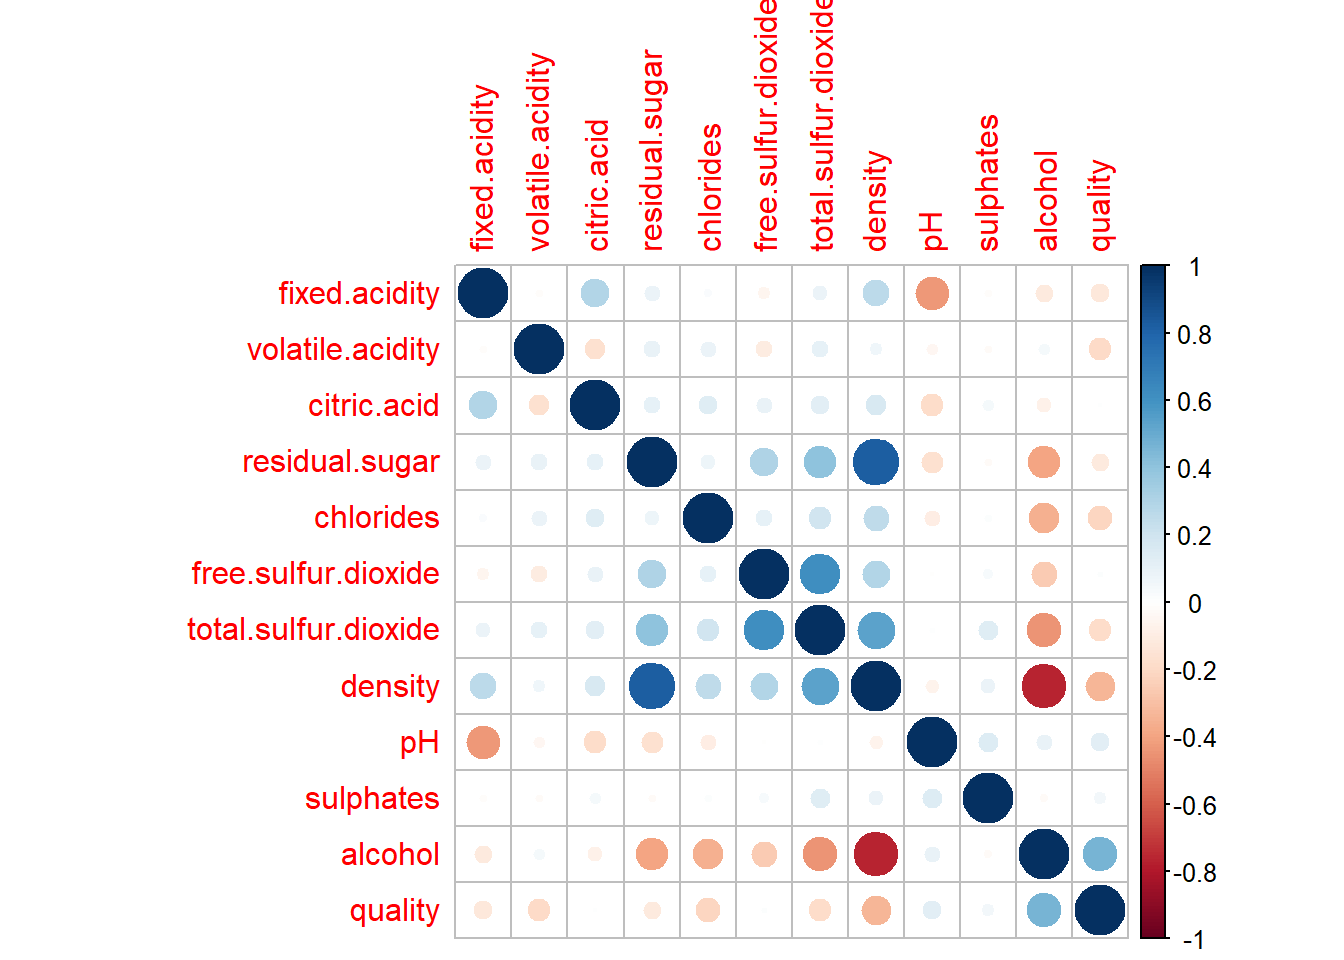 fixed.acidity
volatile.acidity
citric.acid
residual.sugar
chlorides
free.sulfur.dioxide
total.sulfur.dioxide
density
pH
sulphates
alcohol
quality
fixed.acidity
volatile.acidity
citric.acid
residual.sugar
chlorides
free.sulfur.dioxide
total.sulfur.dioxide
density
pH
sulphates
alcohol
quality
1
0.8
0.6
0.4
0.2
0
-0.2
-0.4
-0.6
-0.8
-1